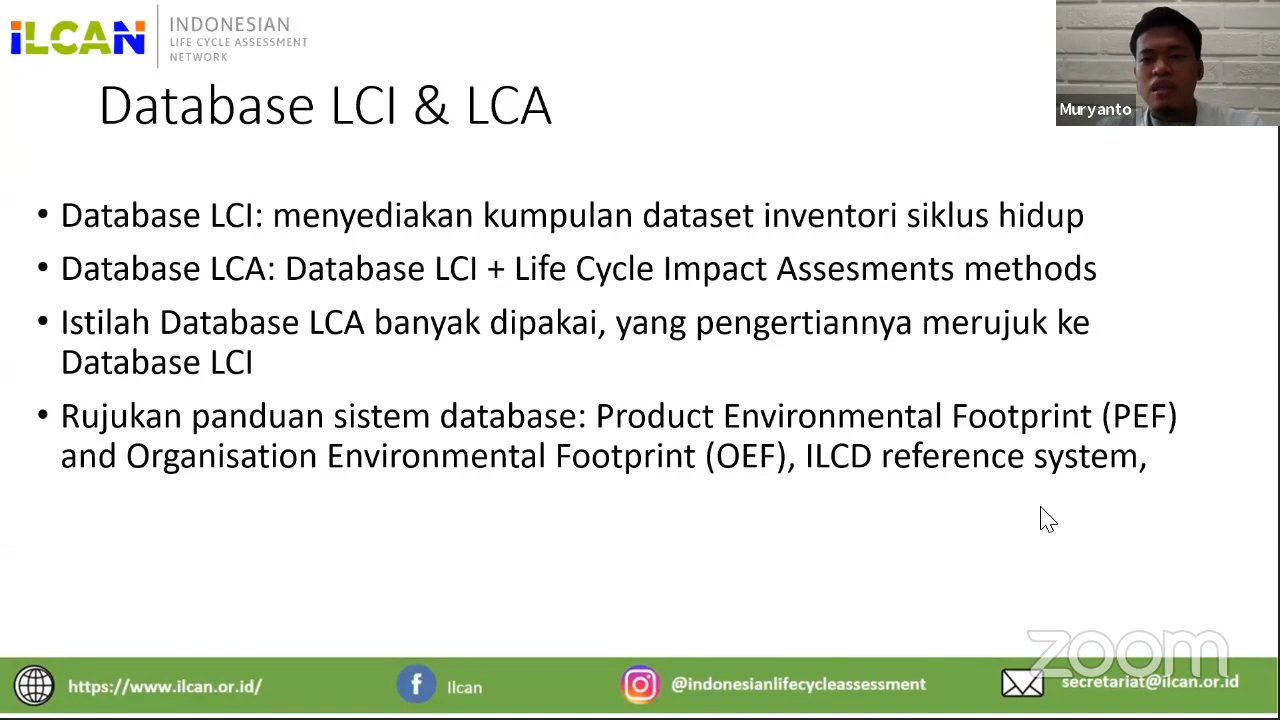 iLCAN
INDONESIAN
LIFE CYCLE ASSESSMENT
NETWORK
Muryanto
Database LCI & LCA
• Database LCI: menyediakan kumpulan dataset inventori siklus hidup
• Database LCA: Database LCI + Life Cycle Impact Assesments methods
• Istilah Database LCA banyak dipakai, yang pengertiannya merujuk ke
Database LCI
• Rujukan panduan sistem database: Product Environmental Footprint (PEF)
and Organisation Environmental Footprint (OEF), ILCD reference system,
zoom
https://www.ilcan.or.id/
f
Ilcan
@indonesianlifecycleassessment
secretariat@ilcan.or.id